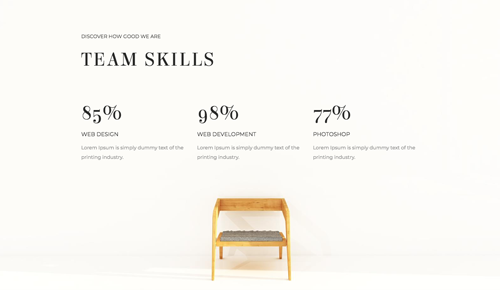 DISCOVER HOW GOOD WE ARE
TEAM SKILLS
85%
98%
77%
WEB DESIGN
WEB DEVELOPMENT
PHOTOSHOP
Lorem Ipsum is simply dummy text of the
Lorem Ipsum is simply dummy text of the
Lorem Ipsum is simply dummy text of the
printing industry.
printing industry.
printing industry.